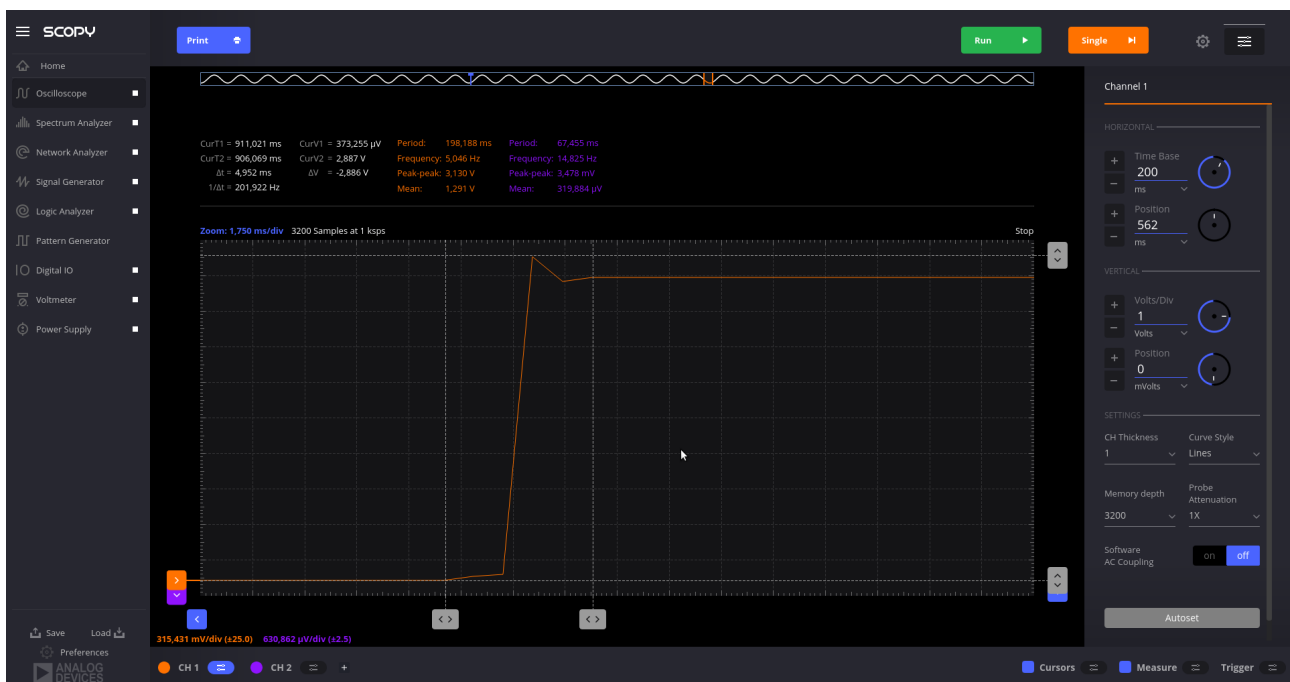 SCOPY
Print
Run
Single
Home
Oscilloscope
Spectrum Analyzer
Network Analyzer
Signal Generator
Logic Analyzer
Pattern Generator
Digital IO
Voltmeter
Power Supply
Save Load
Preferences
ANALOG
DEVICES
CurT1 = 911,021 ms CurV1 = 373,255 µV Period: 198,188 ms Period: 67,455 ms
CurT2 = 906,069 ms CurV2 = 2,887 V Frequency: 5,046 Hz Frequency: 14,825 Hz
Δt = 4,952 ms ΔV = -2,886 V Peak-peak: 3,130 V Peak-peak: 3,478 mV
1/Δt = 201,922 Hz Mean: 1,291 V Mean: 319,884 µV
Zoom: 1,750 ms/div 3200 Samples at 1 ksps Stop
315,431 mV/div (±25.0) 630,862 µV/div (±2.5)
CH 1 CH 2 +
Cursors Measure Trigger
Channel 1
HORIZONTAL
Time Base
+ 200
- ms
Position
+ 562
- ms
VERTICAL
Volts/Div
+ 1
- Volts
Position
+ 0
- mVolts
SETTINGS
CH Thickness Curve Style
1 Lines
Memory depth Probe Attenuation
3200 1X
Software
AC Coupling on off
Autoset